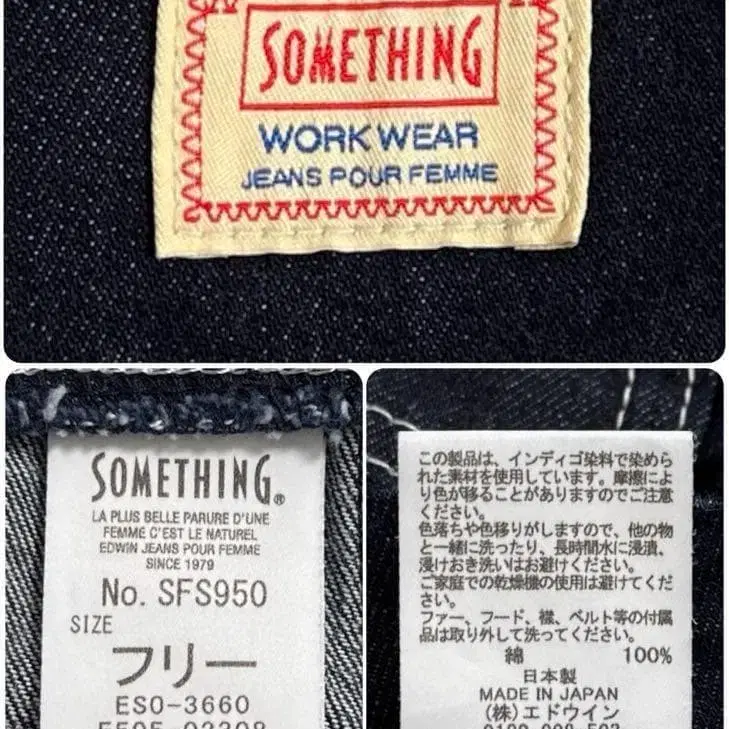 SOMETHING
WORK WEAR
JEANS POUR FEMME
SOMETHING®
LA PLUS BELLE PARURE D'UNE
FEMME C'EST LE NATUREL
EDWIN JEANS POUR FEMME
SINCE 1979
No. SFS950
SIZE
フリー
ES0-3660
この製品は、インディゴ染料で染めら
れた素材を使用しています。摩擦によ
り色が移ることがありますのでご注意
ください。
色落ちや色移りがしますので、他の物
と一緒に洗ったり、長時間水に浸漬、
浸けおき洗いはお避けください。
ご家庭での乾燥機の使用は避けてくだ
さい。
ファー、フード、襟、ベルト等の付属
品は取り外して洗ってください。
綿 100%
日本製
MADE IN JAPAN
(株)エドウイン